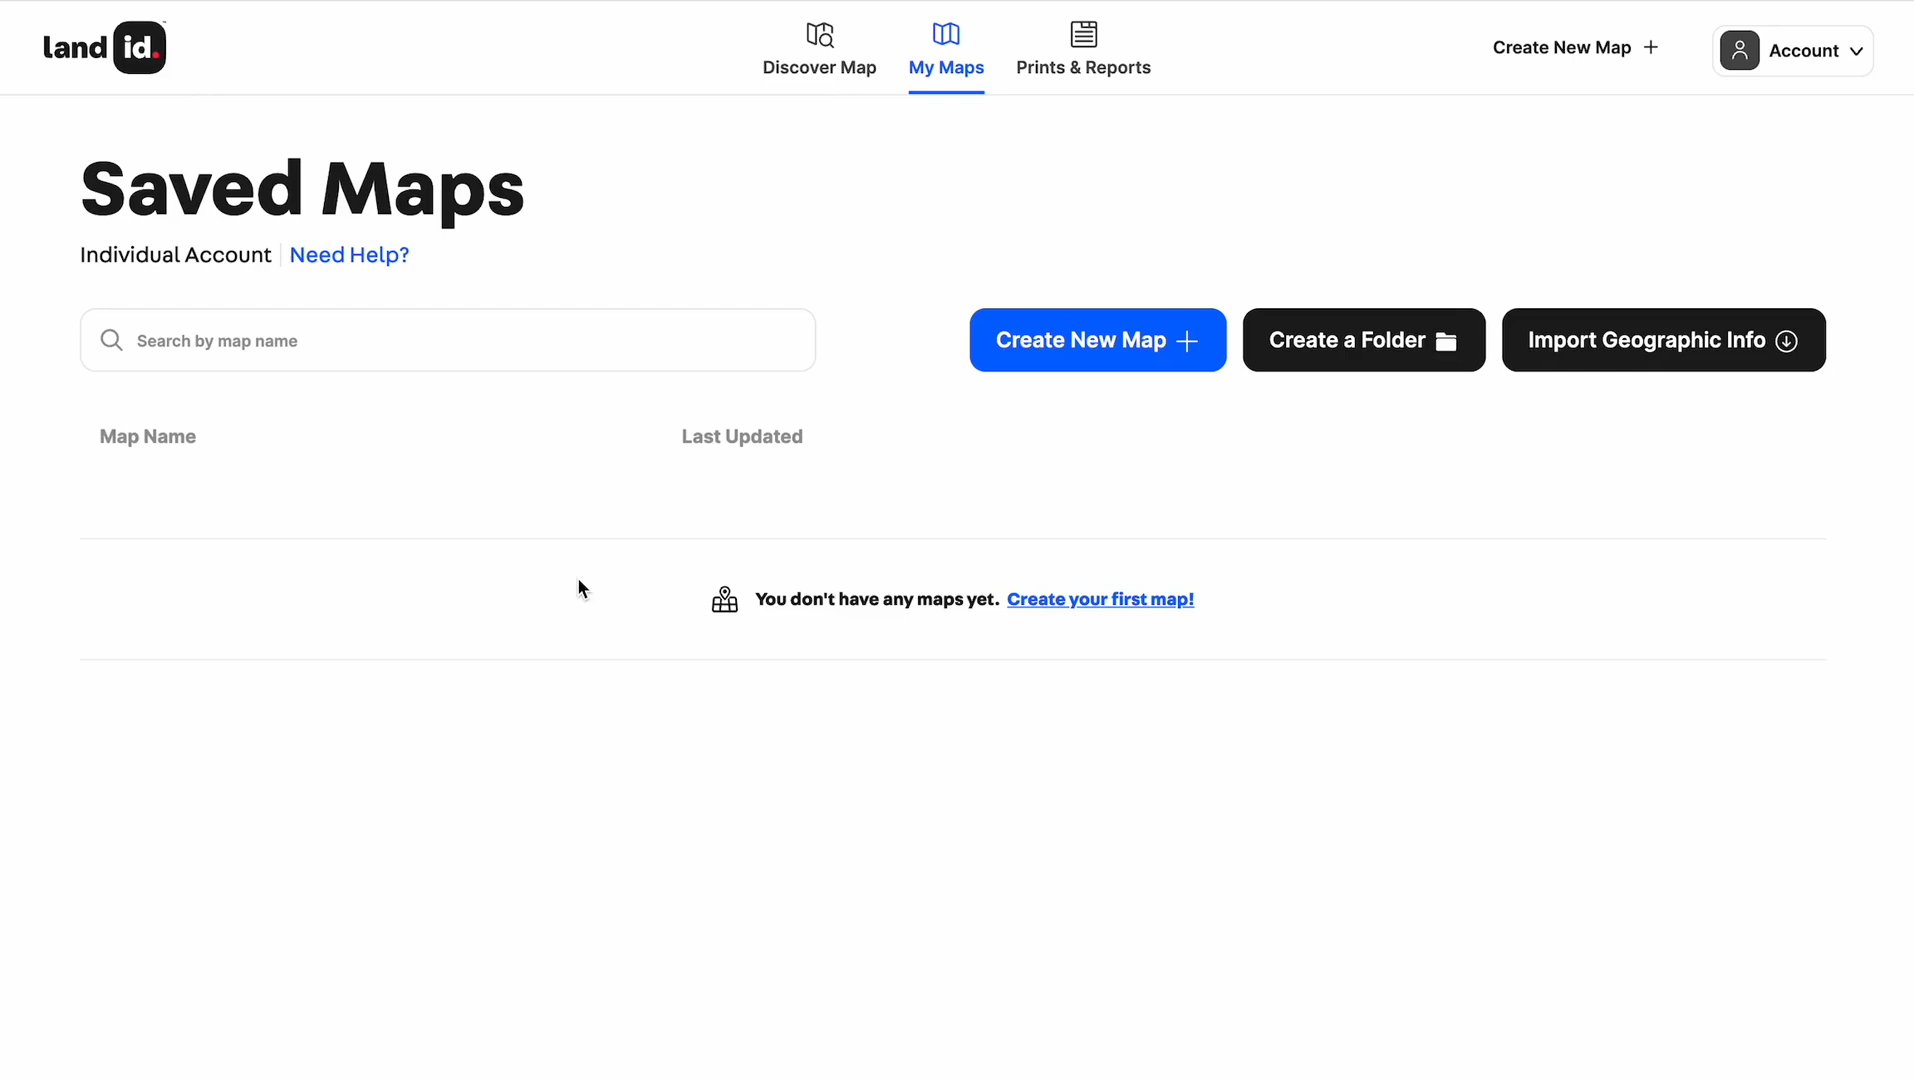 land id.
Discover Map
My Maps
Prints & Reports
Create New Map +
Account
Saved Maps
Individual Account
Need Help?
Search by map name
Create New Map +
Create a Folder
Import Geographic Info
Map Name
Last Updated
You don't have any maps yet. Create your first map!